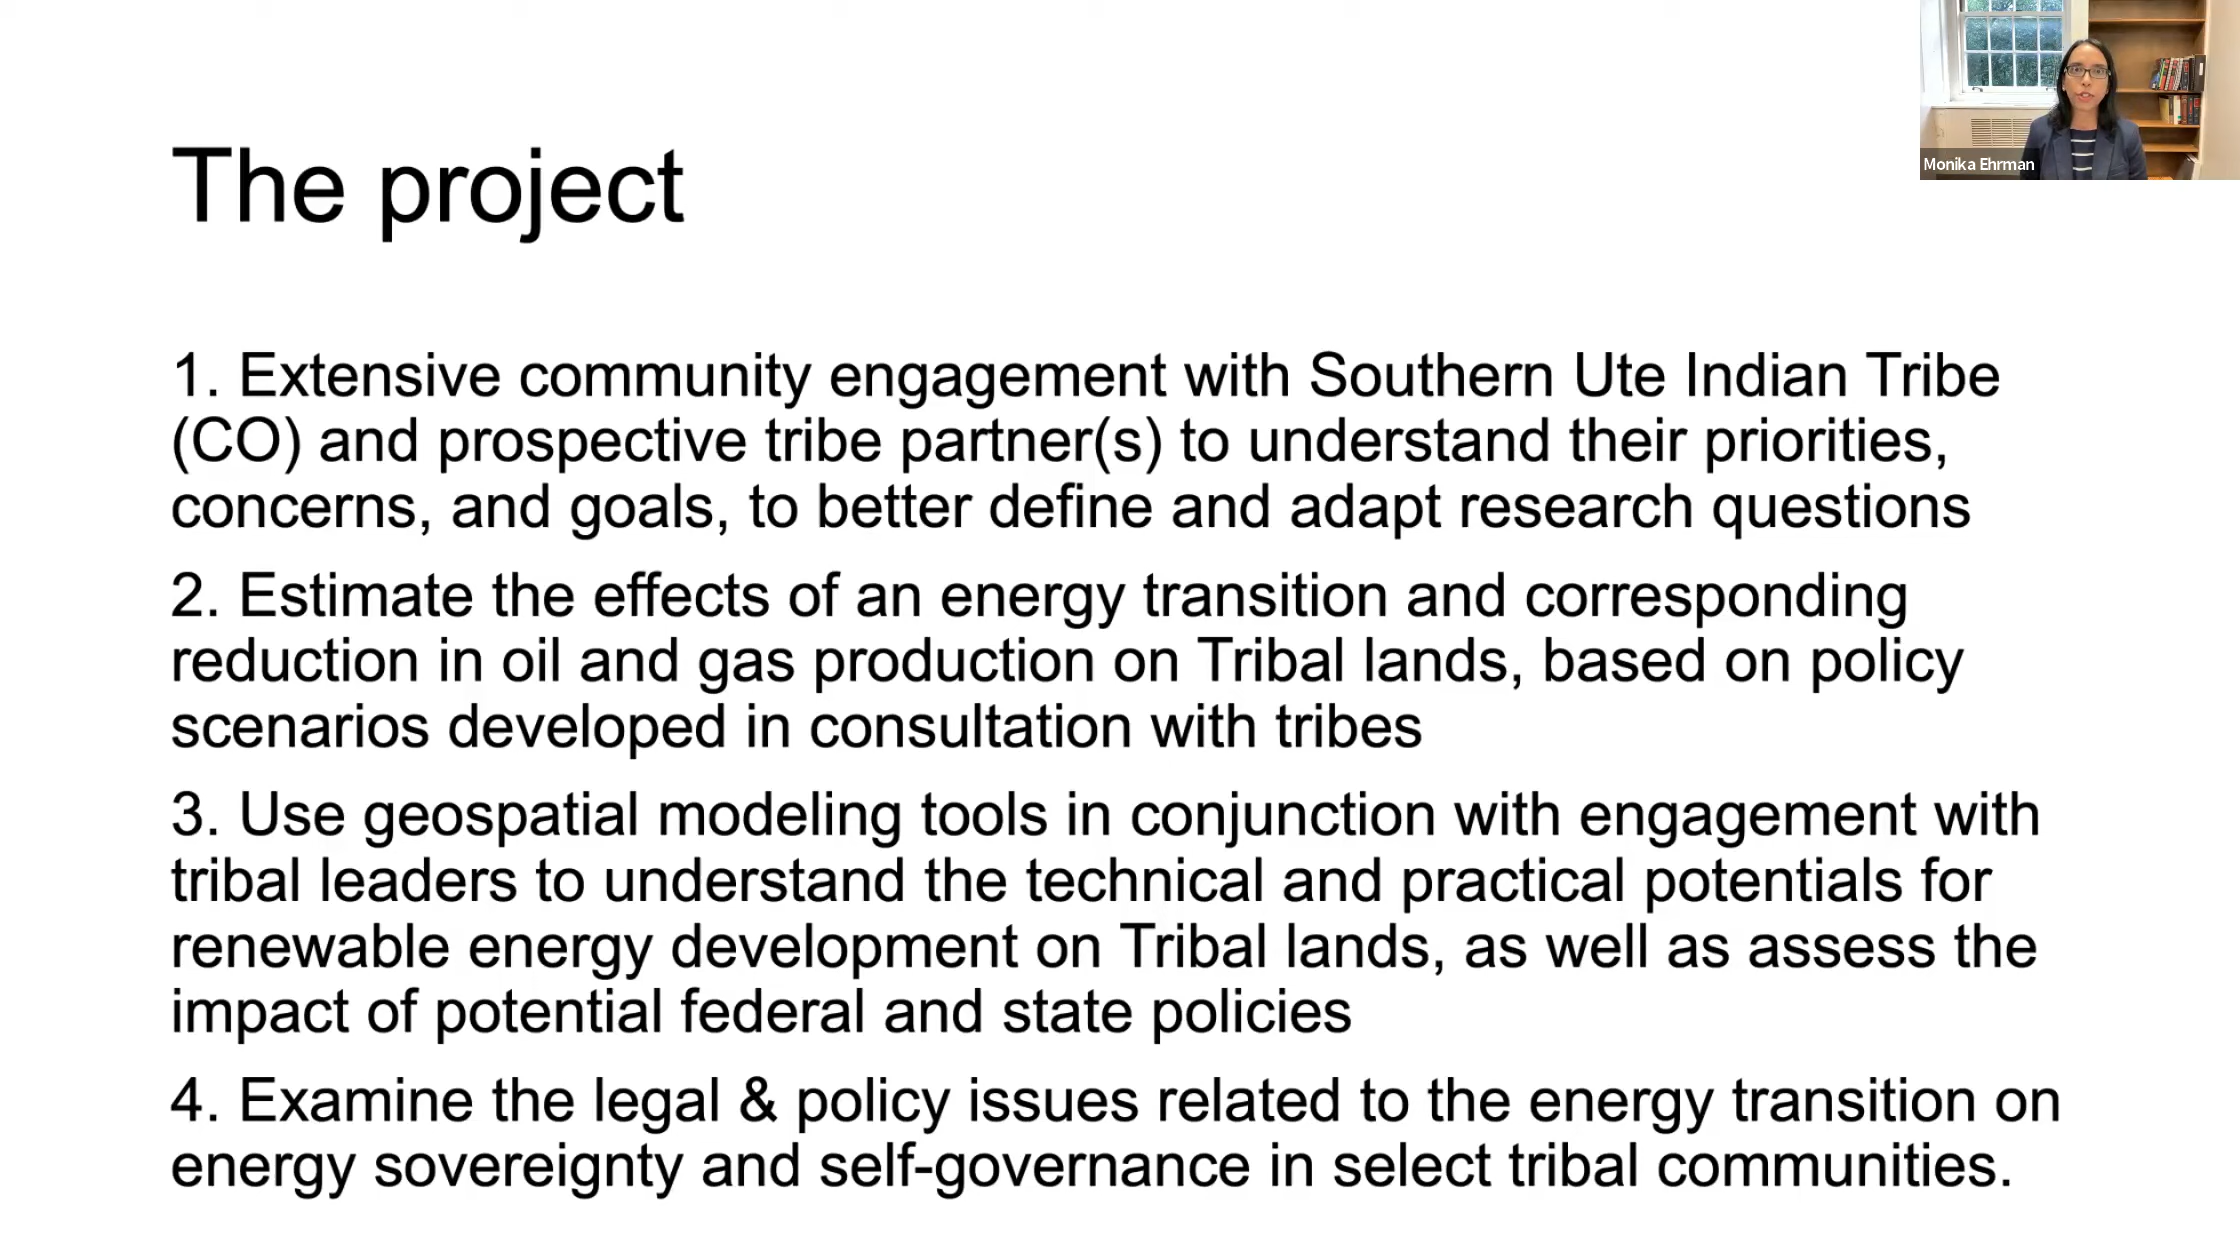 Monika Ehrman
The project
1. Extensive community engagement with Southern Ute Indian Tribe
(CO) and prospective tribe partner(s) to understand their priorities,
concerns, and goals, to better define and adapt research questions
2. Estimate the effects of an energy transition and corresponding
reduction in oil and gas production on Tribal lands, based on policy
scenarios developed in consultation with tribes
3. Use geospatial modeling tools in conjunction with engagement with
tribal leaders to understand the technical and practical potentials for
renewable energy development on Tribal lands, as well as assess the
impact of potential federal and state policies
4. Examine the legal & policy issues related to the energy transition on
energy sovereignty and self-governance in select tribal communities.